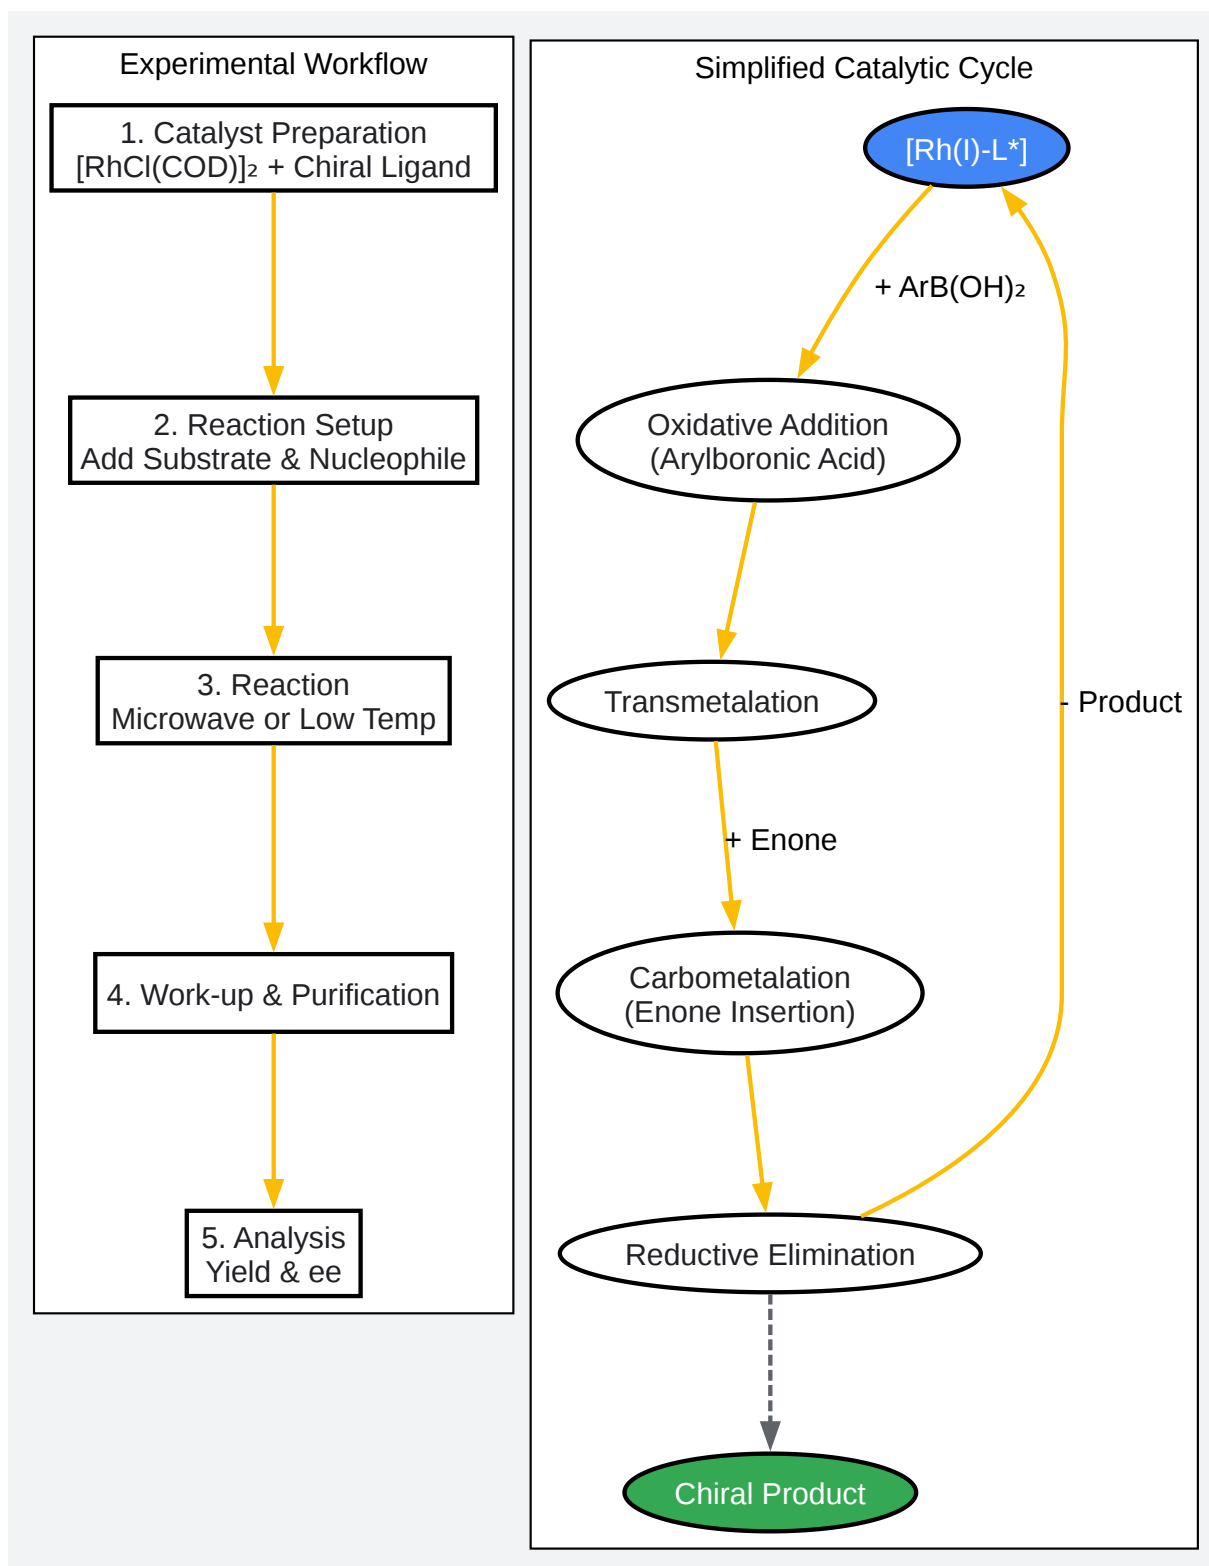 Experimental Workflow
1. Catalyst Preparation
[RhCl(COD)]₂ + Chiral Ligand
2. Reaction Setup
Add Substrate & Nucleophile
3. Reaction
Microwave or Low Temp
4. Work-up & Purification
5. Analysis
Yield & ee
Simplified Catalytic Cycle
[Rh(I)-L*]
+ ArB(OH)₂
Oxidative Addition
(Arylboronic Acid)
Transmetalation
- Product
+ Enone
Carbometalation
(Enone Insertion)
Reductive Elimination
Chiral Product